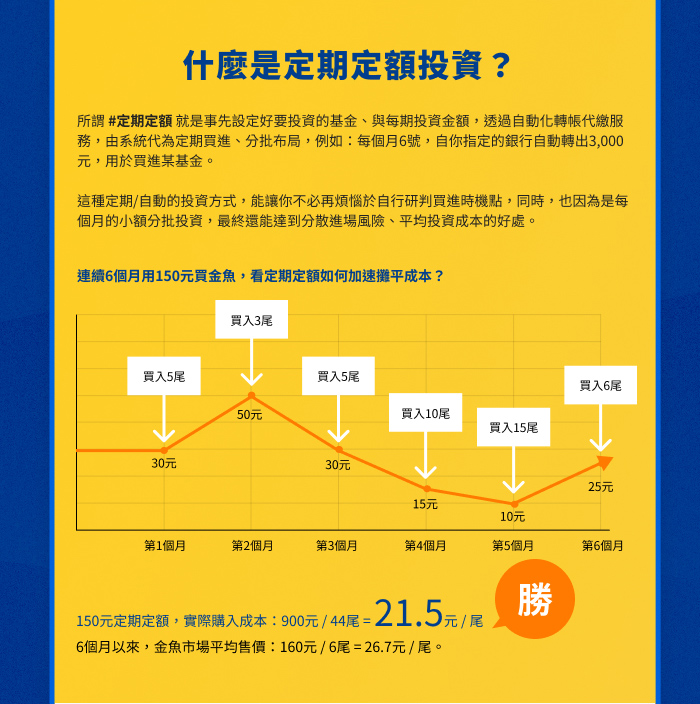 什麼是定期定額投資？
所謂 #定期定額 就是事先設定好要投資的基金、與每期投資金額，透過自動化轉帳代繳服
務，由系統代為定期買進、分批布局，例如：每個月6號，自你指定的銀行自動轉出3,000
元，用於買進某基金。
這種定期/自動的投資方式，能讓你不必再煩惱於自行研判買進時機點，同時，也因為是每
個月的小額分批投資，最終還能達到分散進場風險、平均投資成本的好處。
連續6個月用150元買金魚，看定期定額如何加速攤平成本？
買入3尾
買入5尾
買入5尾
買入6尾
買入10尾
買入15尾
50元
30元
30元
25元
15元
10元
第1個月
第2個月
第3個月
第4個月
第5個月
第6個月
勝
150元定期定額，實際購入成本：900元 / 44尾 = 21.5元 / 尾
6個月以來，金魚市場平均售價：160元 / 6尾 = 26.7元 / 尾。